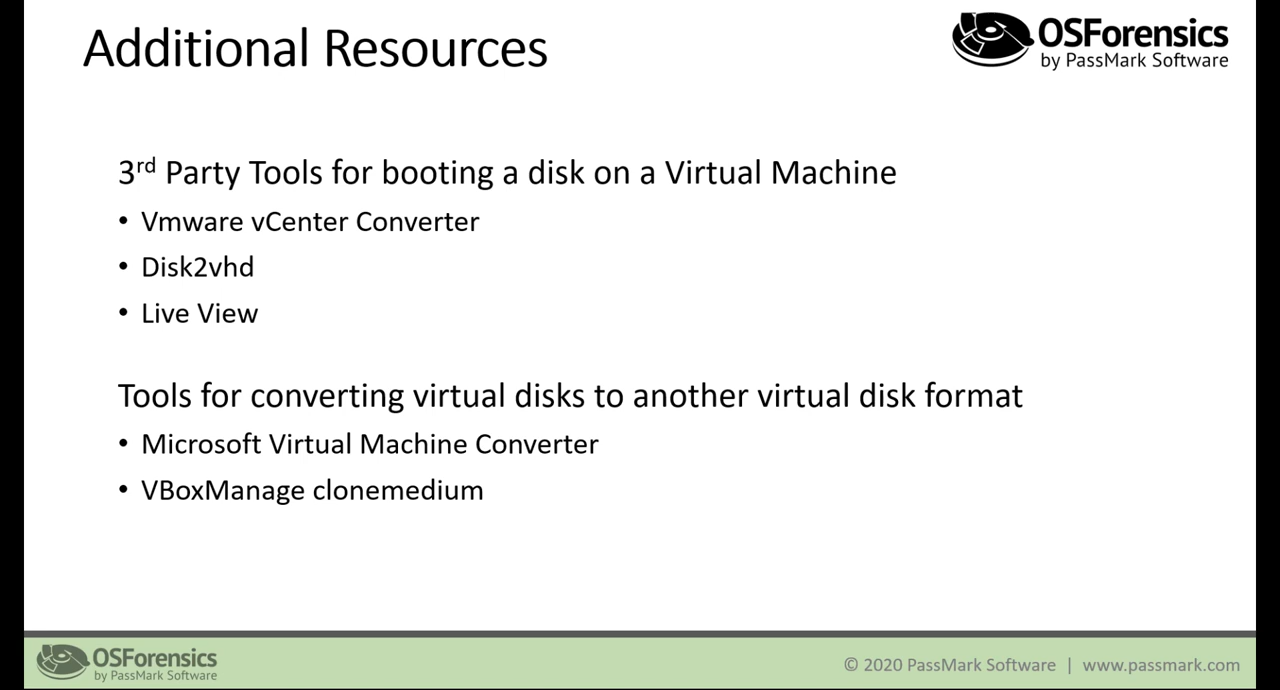 Additional Resources
OSForensics
by PassMark Software
3rd Party Tools for booting a disk on a Virtual Machine
• Vmware vCenter Converter
• Disk2vhd
• Live View
Tools for converting virtual disks to another virtual disk format
• Microsoft Virtual Machine Converter
• VBoxManage clonemedium
OSForensics
by PassMark Software
© 2020 PassMark Software | www.passmark.com